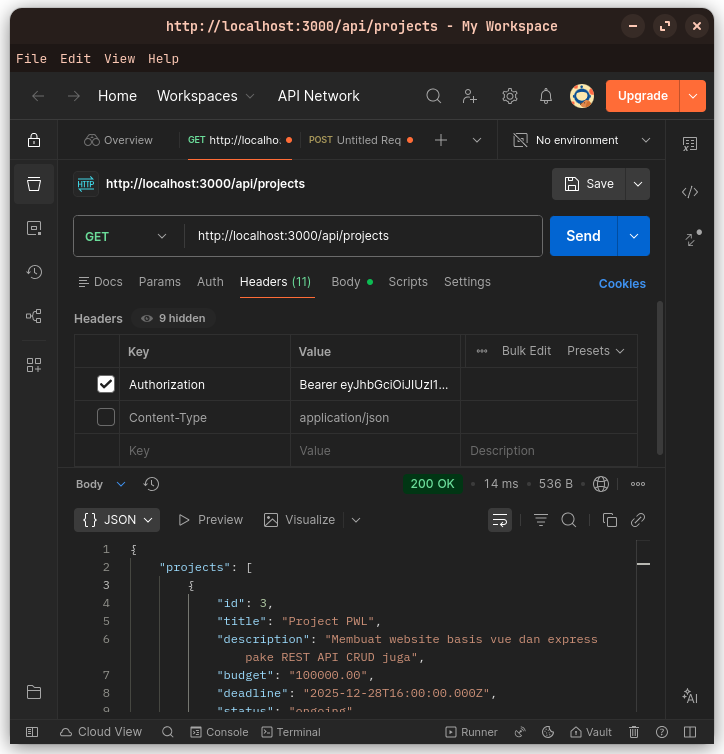 http://localhost:3000/api/projects - My Workspace
File Edit View Help
Home Workspaces API Network Upgrade
Overview GET http://localho. POST Untitled Req No environment
HTTP http://localhost:3000/api/projects Save
GET http://localhost:3000/api/projects Send
Docs Params Auth Headers (11) Body Scripts Settings Cookies
Headers 9 hidden
Key Value Bulk Edit Presets
Authorization Bearer eyJhbGciOiJIUzI1...
Content-Type application/json
Key Value Description
Body 200 OK 14 ms 536 B
{} JSON Preview Visualize
1 {
2 "projects": [
3 {
4 "id": 3,
5 "title": "Project PWL",
6 "description": "Membuat website basis vue dan express
pake REST API CRUD juga",
7 "budget": "100000.00",
8 "deadline": "2025-12-28T16:00:00.000Z",
9 "status": "ongoing"
Cloud View Console Terminal Runner Vault